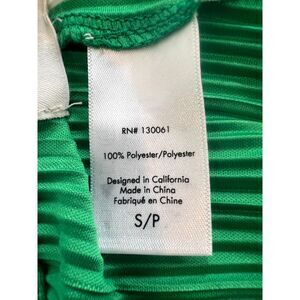 RN# 130061
100% Polyester/Polyester
Designed in California
Made in China
Fabriqué en Chine
S/P